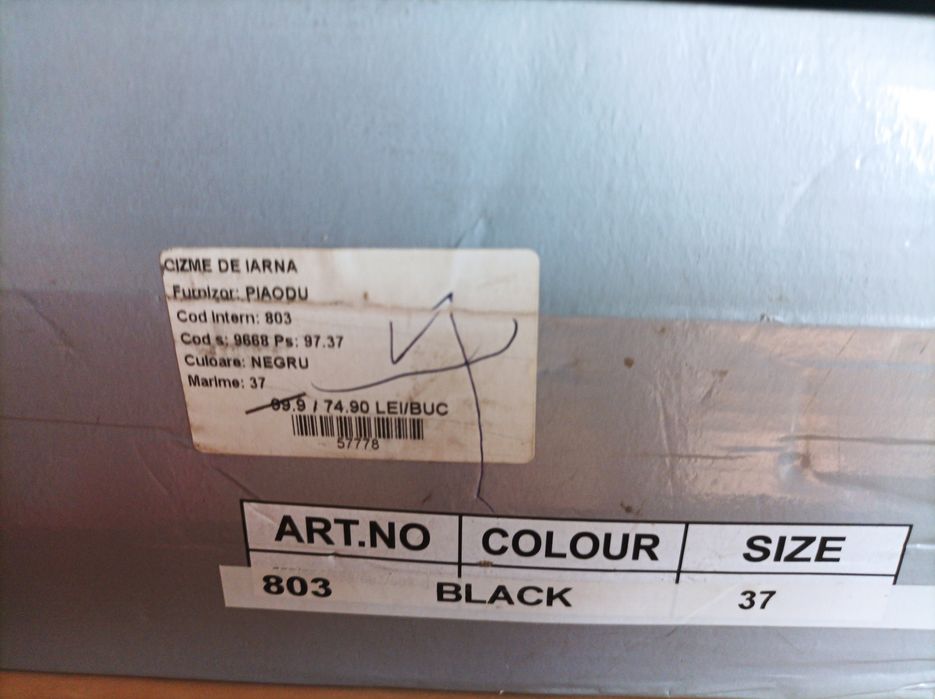 CIZME DE IARNA
Furnizor: PIAODU
Cod Intern: 803
Cod s: 9668 Ps: 97.37
Culoare: NEGRU
Marime: 37
99.9 / 74.90 LEI/BUC
57778
ART.NO COLOUR SIZE
803 BLACK 37